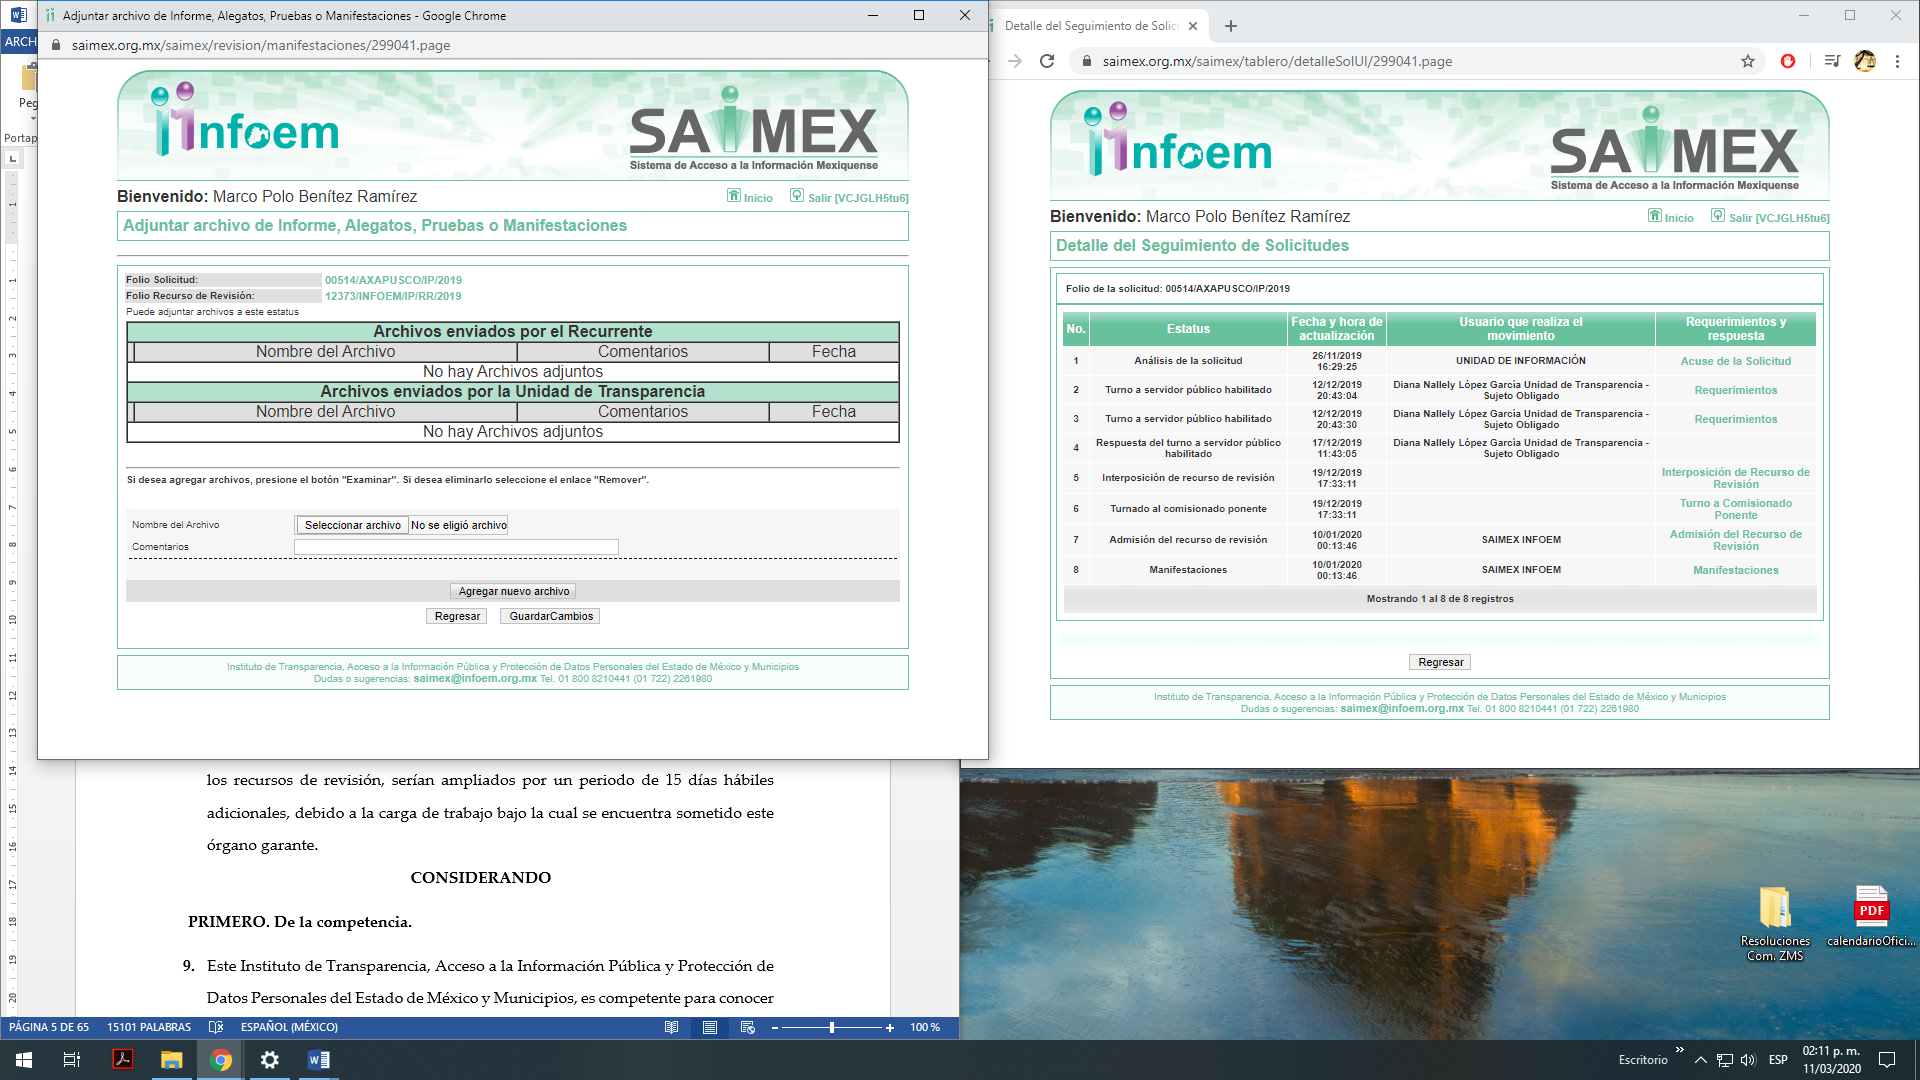 Adjuntar archivo de Informe, Alegatos, Pruebas o Manifestaciones - Google Chrome
saimex.org.mx/saimex/revision/manifestaciones/299041.page
infoem
SAIMEX
Sistema de Acceso a la Información Mexiquense
Bienvenido: Marco Polo Benítez Ramírez
Inicio
Salir [VCJGLH5tu6]
Adjuntar archivo de Informe, Alegatos, Pruebas o Manifestaciones
Folio Solicitud: 00514/AXAPUSCO/IP/2019
Folio Recurso de Revisión: 12373/INFOEM/IP/RR/2019
Puede adjuntar archivos a este estatus
Archivos enviados por el Recurrente
Nombre del Archivo Comentarios Fecha
No hay Archivos adjuntos
Archivos enviados por la Unidad de Transparencia
Nombre del Archivo Comentarios Fecha
No hay Archivos adjuntos
Si desea agregar archivos, presione el botón "Examinar". Si desea eliminarlo seleccione el enlace "Remover".
Nombre del Archivo Seleccionar archivo No se eligió archivo
Comentarios
Agregar nuevo archivo
Regresar GuardarCambios
Instituto de Transparencia, Acceso a la Información Pública y Protección de Datos Personales del Estado de México y Municipios
Dudas o sugerencias: saimex@infoem.org.mx Tel. 01 800 8210441 (01 722) 2261980
ARCH
Peg
Portap
los recursos de revisión, serían ampliados por un periodo de 15 días hábiles
adicionales, debido a la carga de trabajo bajo la cual se encuentra sometido este
órgano garante.
CONSIDERANDO
PRIMERO. De la competencia.
9. Este Instituto de Transparencia, Acceso a la Información Pública y Protección de
Datos Personales del Estado de México y Municipios, es competente para conocer
PÁGINA 5 DE 65 15101 PALABRAS ESPAÑOL (MÉXICO) 100 %
Detalle del Seguimiento de Solici
saimex.org.mx/saimex/tablero/detalleSolUI/299041.page
infoem
SAIMEX
Sistema de Acceso a la Información Mexiquense
Bienvenido: Marco Polo Benítez Ramírez
Inicio
Salir [VCJGLH5tu6]
Detalle del Seguimiento de Solicitudes
Folio de la solicitud: 00514/AXAPUSCO/IP/2019
No. Estatus Fecha y hora de actualización Usuario que realiza el movimiento Requerimientos y respuesta
1 Análisis de la solicitud 26/11/2019 16:29:25 UNIDAD DE INFORMACIÓN Acuse de la Solicitud
2 Turno a servidor público habilitado 12/12/2019 20:43:04 Diana Nallely López García Unidad de Transparencia - Sujeto Obligado Requerimientos
3 Turno a servidor público habilitado 12/12/2019 20:43:30 Diana Nallely López García Unidad de Transparencia - Sujeto Obligado Requerimientos
4 Respuesta del turno a servidor público habilitado 17/12/2019 11:43:05 Diana Nallely López García Unidad de Transparencia - Sujeto Obligado
5 Interposición de recurso de revisión 19/12/2019 17:33:11 Interposición de Recurso de Revisión
6 Turnado al comisionado ponente 19/12/2019 17:33:11 Turno a Comisionado Ponente
7 Admisión del recurso de revisión 10/01/2020 00:13:46 SAIMEX INFOEM Admisión del Recurso de Revisión
8 Manifestaciones 10/01/2020 00:13:46 SAIMEX INFOEM Manifestaciones
Mostrando 1 al 8 de 8 registros
Regresar
Instituto de Transparencia, Acceso a la Información Pública y Protección de Datos Personales del Estado de México y Municipios
Dudas o sugerencias: saimex@infoem.org.mx Tel. 01 800 8210441 (01 722) 2261980
Resoluciones
Com. ZMS
PDF
calendarioOfici...
Escritorio
ESP
02:11 p. m.
11/03/2020